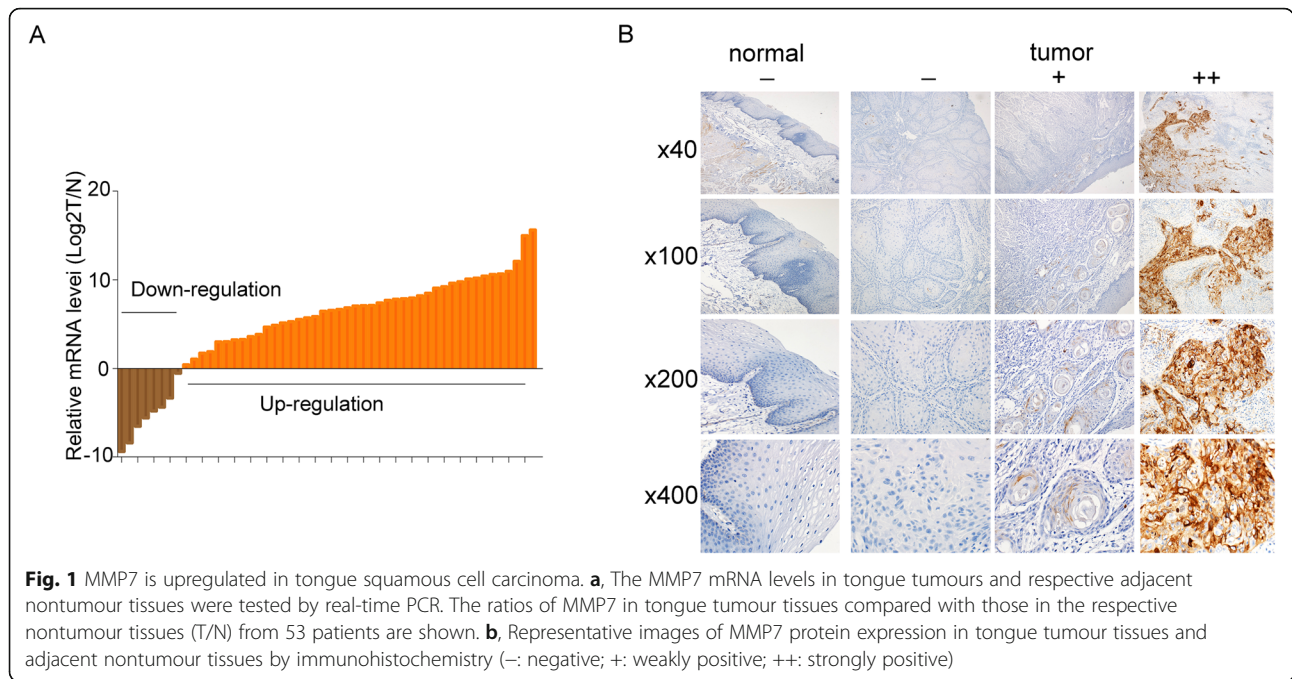 A
Relative mRNA level (Log2T/N)
20
10
0
-10
Down-regulation
Up-regulation
B
normal
tumor
– – + ++
x40
x100
x200
x400
Fig. 1 MMP7 is upregulated in tongue squamous cell carcinoma. a, The MMP7 mRNA levels in tongue tumours and respective adjacent
nontumour tissues were tested by real-time PCR. The ratios of MMP7 in tongue tumour tissues compared with those in the respective
nontumour tissues (T/N) from 53 patients are shown. b, Representative images of MMP7 protein expression in tongue tumour tissues and
adjacent nontumour tissues by immunohistochemistry (–: negative; +: weakly positive; ++: strongly positive)